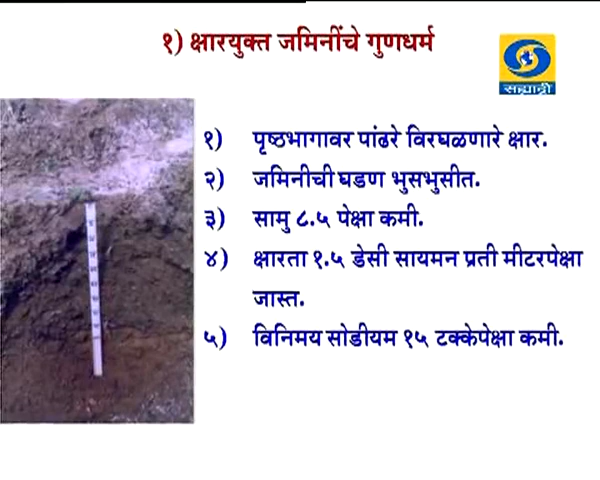 १) क्षारयुक्त जमिनींचे गुणधर्म
सह्याद्री
१) पृष्ठभागावर पांढरे विरघळणारे क्षार.
२) जमिनीची घडण भुसभुसीत.
३) सामु ८.५ पेक्षा कमी.
४) क्षारता १.५ डेसी सायमन प्रती मीटरपेक्षा
जास्त.
५) विनिमय सोडीयम १५ टक्केपेक्षा कमी.